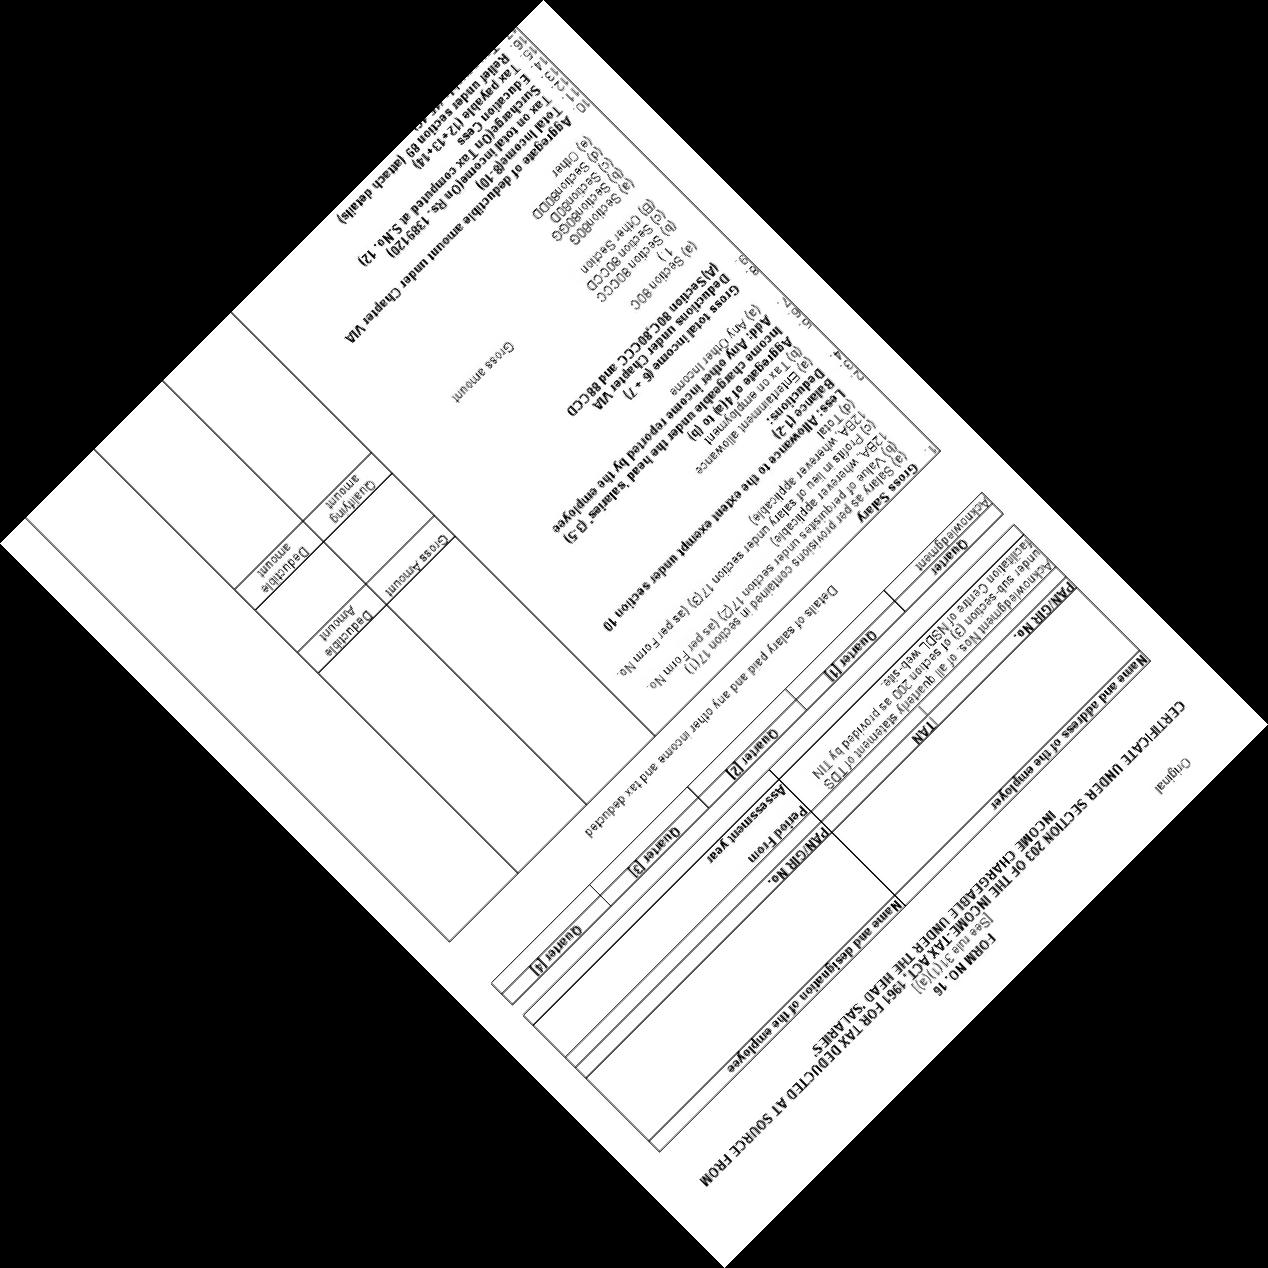 Original
FORM NO. 16
[See rule 31(1)(a)]
CERTIFICATE UNDER SECTION 203 OF THE INCOME-TAX ACT, 1961 FOR TAX DEDUCTED AT SOURCE FROM
INCOME CHARGEABLE UNDER THE HEAD 'SALARIES'
Name and address of the employer
Name and designation of the employee
PAN/GIR No.
TAN
PAN/GIR No.
Acknowledgment Nos. of all quarterly statement of TDS
under sub-section (3) of section 200 as provided by TIN
facilitation Centre of NSDL web-site
Period From
Assessment year
Quarter
Quarter [1]
Quarter [2]
Quarter [3]
Quarter [4]
Acknowledgment
Details of salary paid and any other income and tax deducted
1. Gross Salary
(a) Salary as per provisions contained in section 17(1)
(b) Value of perquisites under section 17(2) (as per Form No.
12BA, wherever applicable)
(c) Profits in lieu of salary under section 17(3) (as per Form No.
12BA, wherever applicable)
(d) Total
2. Less: Allowance to the extent exempt under section 10
3. Balance (1-2)
4. Deductions:
(a) Entertainment allowance
(b) Tax on employment
5. Aggregate of 4(a) to (b)
6. Income chargeable under the head 'salaries' (3-5)
7. Add: Any other income reported by the employee
(a) Any Other Income
8. Gross total income (6 + 7)
9. Deductions under Chapter VIA
(A)Section 80C,80CCC and 88CCD
Gross amount
Gross Amount
Deductible
Amount
(a) Section 80C
1 )
(b) Section 80CCC
(c) Section 80CCD
(B) Other Section
Qualifying
amount
Deductible
amount
(a) Section80G
(b) Section80GG
(c) Section80D
(d) Section80DD
(e) Other
10. Aggregate of deductible amount under Chapter VIA
11. Total Income(8-10)
12. Tax on total income(On Rs. 1389120)
13. Surcharge(On Tax computed at S.No. 12)
14. Education Cess
15. Tax payable (12+13+14)
16. Relief under section 89 (attach details)